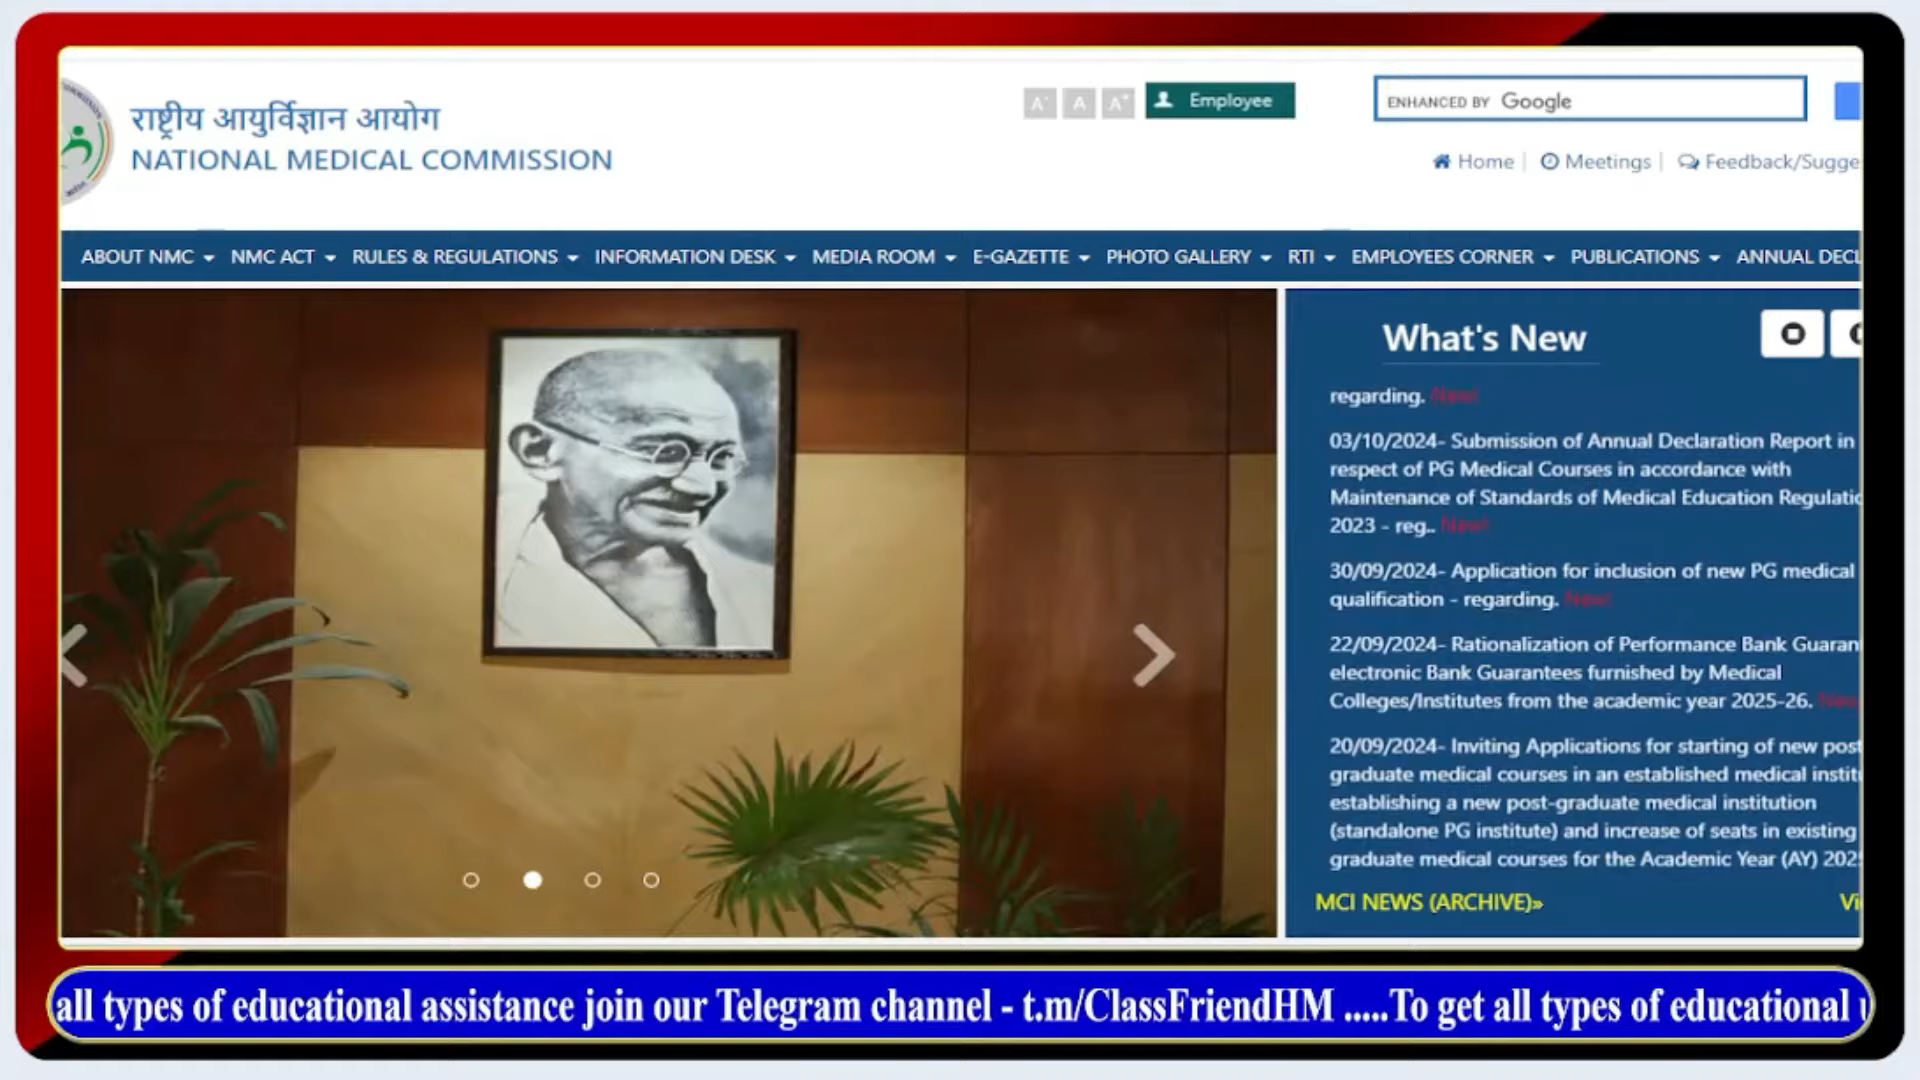 राष्ट्रीय आयुर्विज्ञान आयोग
NATIONAL MEDICAL COMMISSION
A-
A
A+
Employee
ENHANCED BY Google
Home
Meetings
Feedback/Sugge
ABOUT NMC
NMC ACT
RULES & REGULATIONS
INFORMATION DESK
MEDIA ROOM
E-GAZETTE
PHOTO GALLERY
RTI
EMPLOYEES CORNER
PUBLICATIONS
ANNUAL DECL
What's New
regarding. New!
03/10/2024- Submission of Annual Declaration Report in
respect of PG Medical Courses in accordance with
Maintenance of Standards of Medical Education Regulatio
2023 - reg.. New!
30/09/2024- Application for inclusion of new PG medical
qualification - regarding. New!
22/09/2024- Rationalization of Performance Bank Guaran
electronic Bank Guarantees furnished by Medical
Colleges/Institutes from the academic year 2025-26. New
20/09/2024- Inviting Applications for starting of new post
graduate medical courses in an established medical instit
establishing a new post-graduate medical institution
(standalone PG institute) and increase of seats in existing
graduate medical courses for the Academic Year (AY) 202
MCI NEWS (ARCHIVE)»
Vi
all types of educational assistance join our Telegram channel - t.m/ClassFriendHM .....To get all types of educational